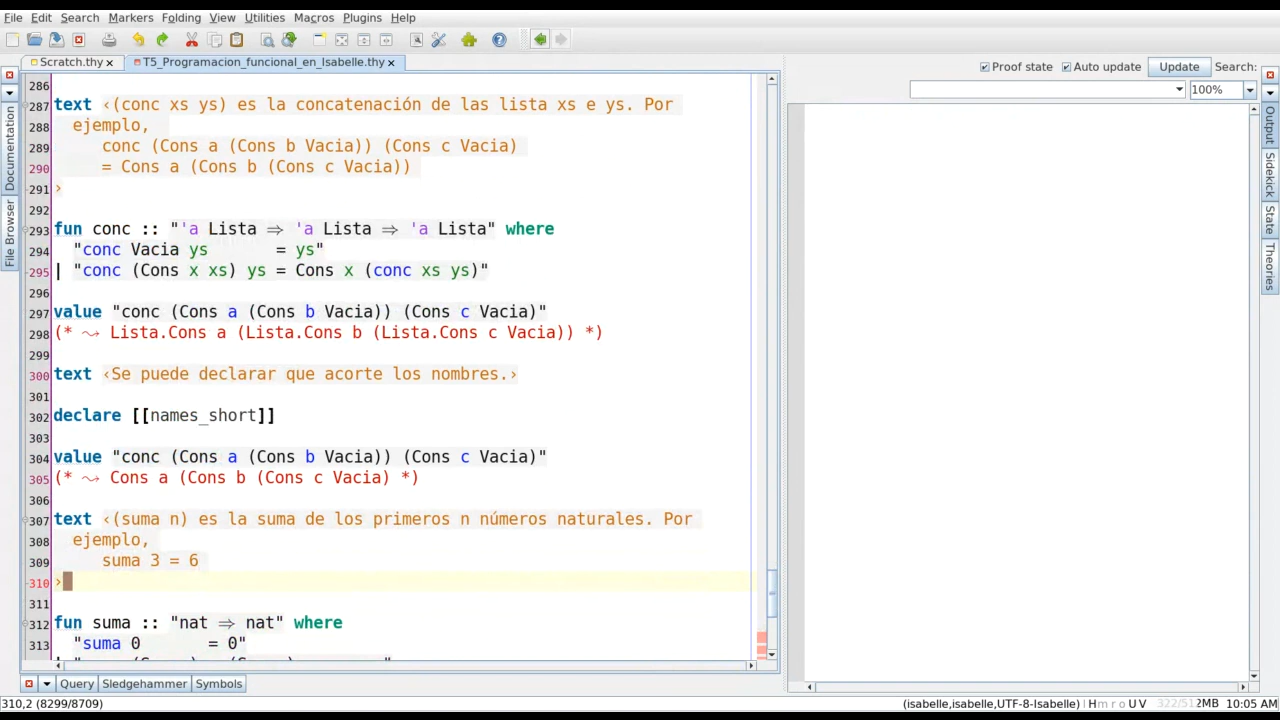 File Edit Search Markers Folding View Utilities Macros Plugins Help
Scratch.thy
T5_Programacion_funcional_en_Isabelle.thy
Proof state
Auto update
Update
Search:
100%
Documentation
File Browser
286
287 text ‹(conc xs ys) es la concatenación de las lista xs e ys. Por
288 ejemplo,
289 conc (Cons a (Cons b Vacia)) (Cons c Vacia)
290 = Cons a (Cons b (Cons c Vacia))
291 ›
292
293 fun conc :: "'a Lista ⇒ 'a Lista ⇒ 'a Lista" where
294 "conc Vacia ys = ys"
295 | "conc (Cons x xs) ys = Cons x (conc xs ys)"
296
297 value "conc (Cons a (Cons b Vacia)) (Cons c Vacia)"
298 (* ⤳ Lista.Cons a (Lista.Cons b (Lista.Cons c Vacia)) *)
299
300 text ‹Se puede declarar que acorte los nombres.›
301
302 declare [[names_short]]
303
304 value "conc (Cons a (Cons b Vacia)) (Cons c Vacia)"
305 (* ⤳ Cons a (Cons b (Cons c Vacia) *)
306
307 text ‹(suma n) es la suma de los primeros n números naturales. Por
308 ejemplo,
309 suma 3 = 6
310 ›
311
312 fun suma :: "nat ⇒ nat" where
313 "suma 0 = 0"
Output
Sidekick
State
Theories
Query Sledgehammer Symbols
310,2 (8299/8709)
(isabelle,isabelle,UTF-8-Isabelle) H m r o U V
10:05 AM